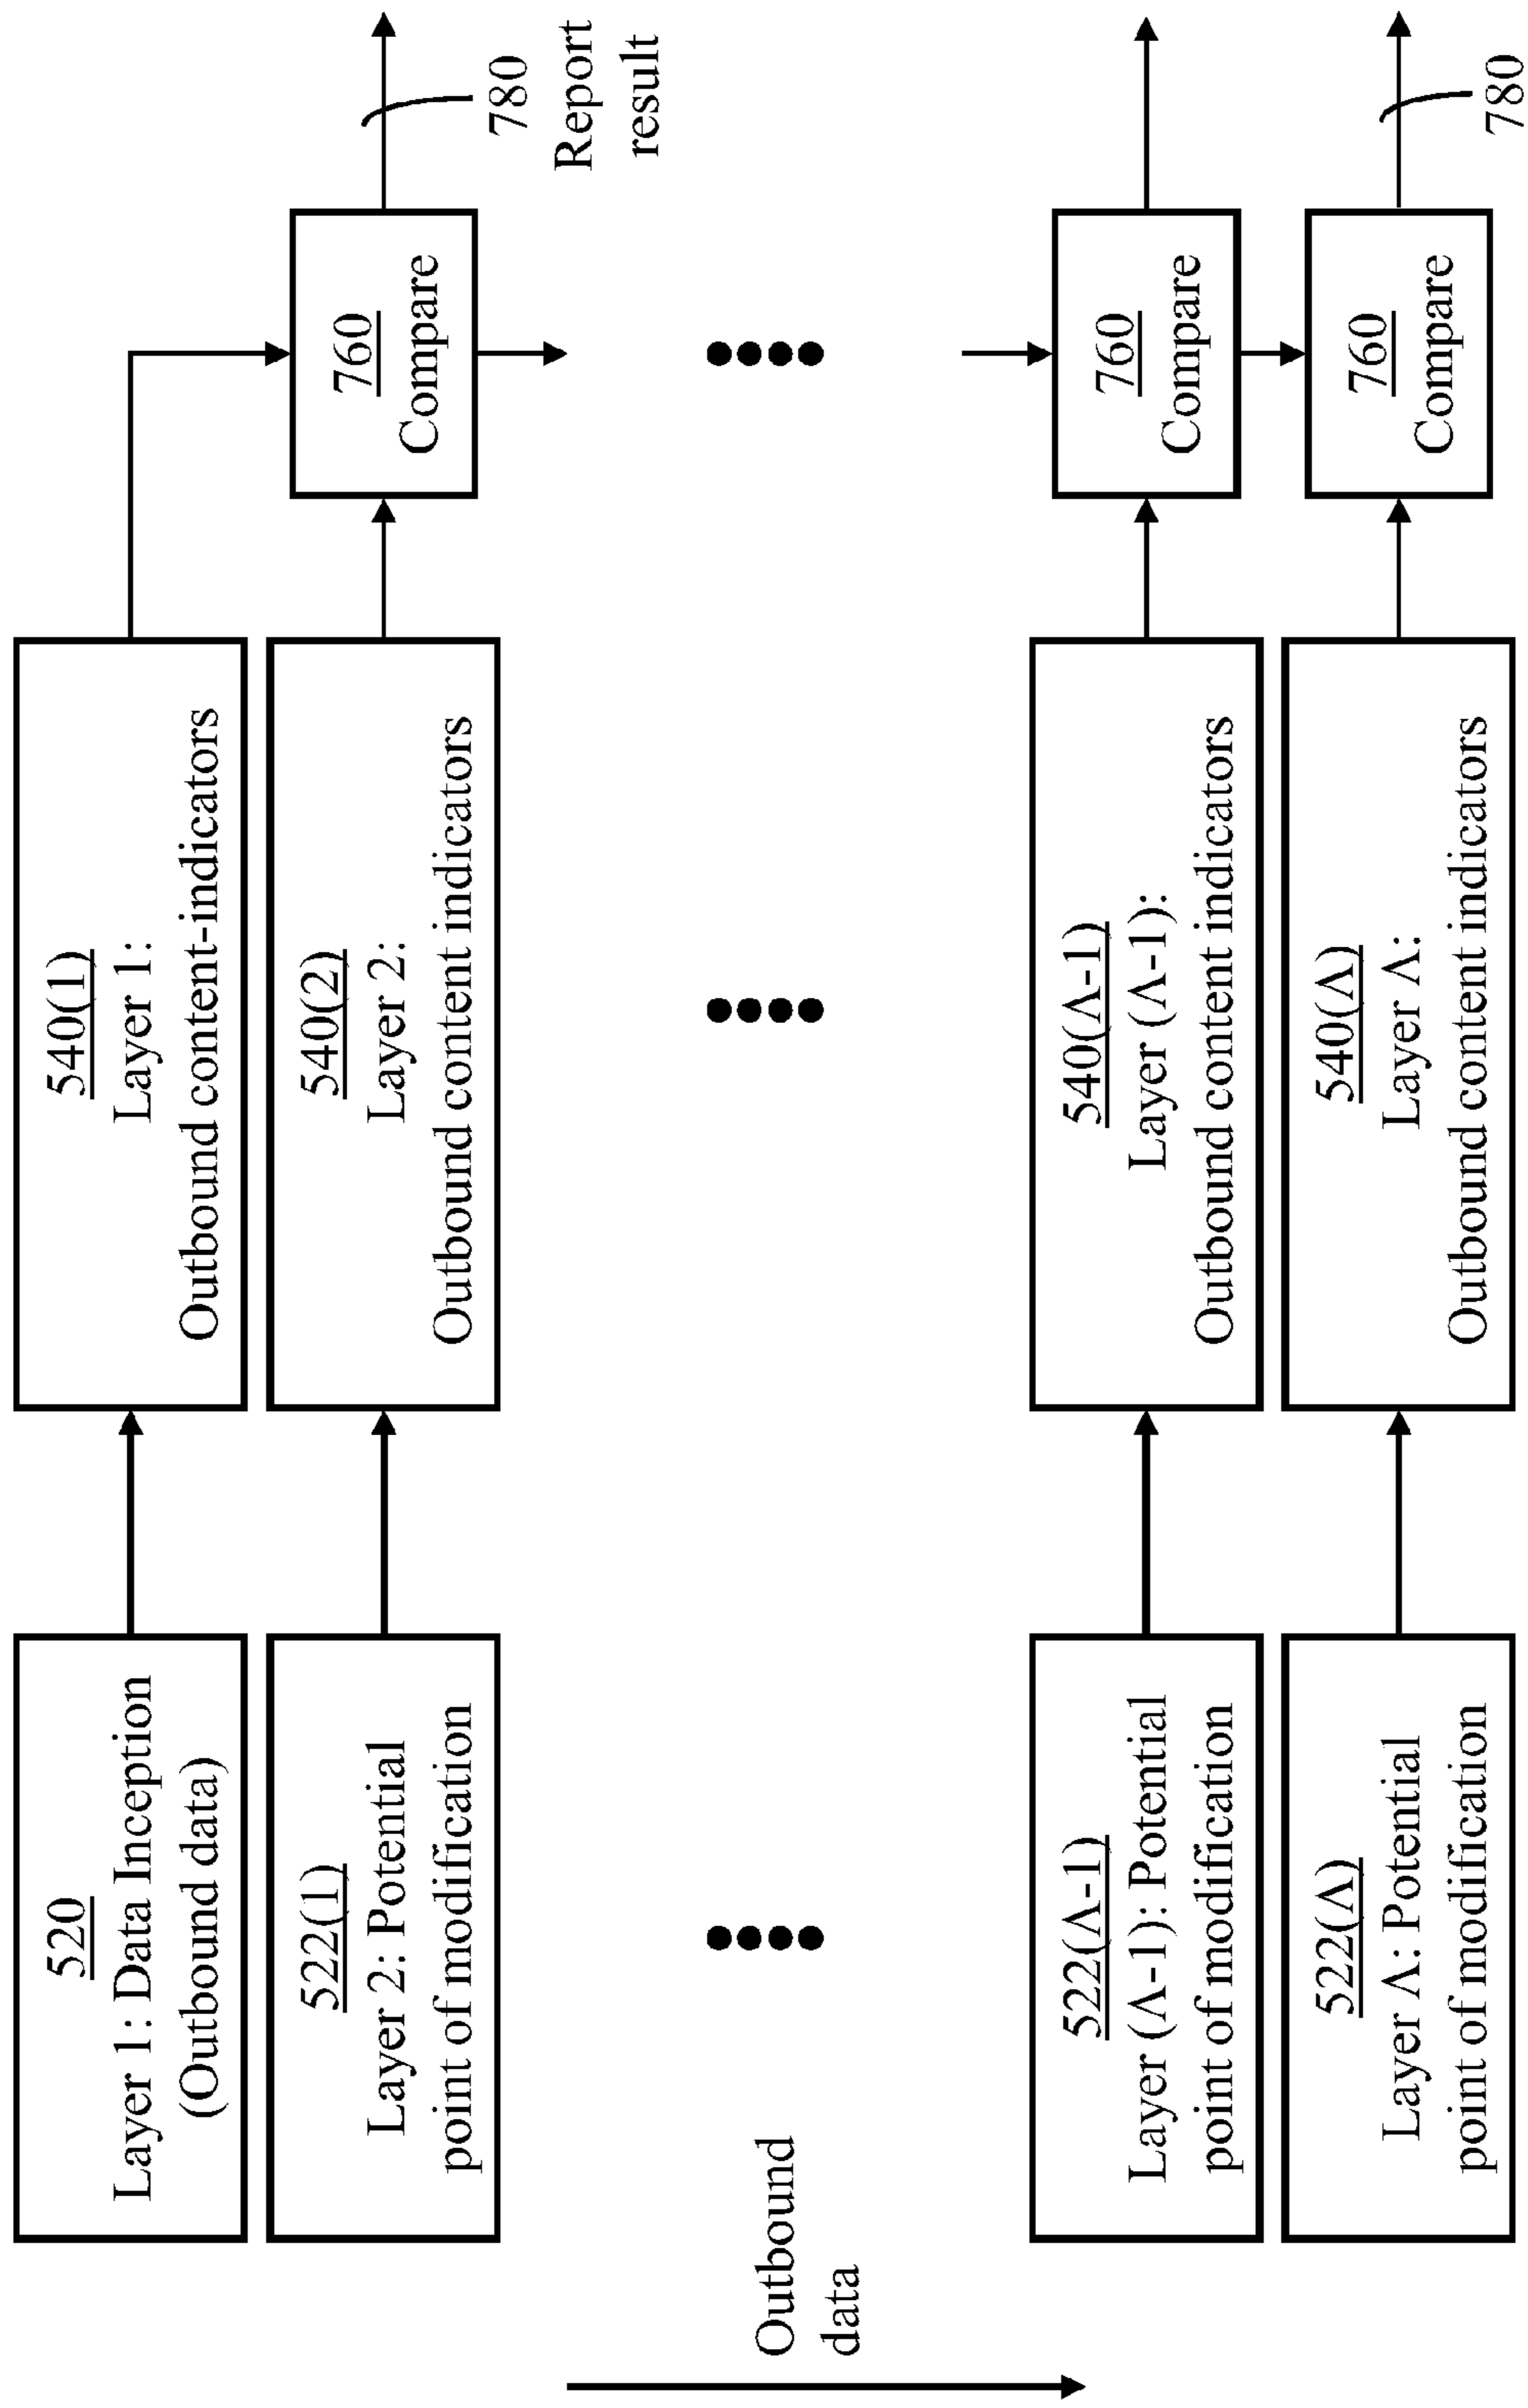 520
Layer 1: Data Inception
(Outbound data)
540(1)
Layer 1:
Outbound content-indicators
522(1)
Layer 2: Potential
point of modification
540(2)
Layer 2:
Outbound content indicators
760
Compare
780
Report
result
Outbound
data
522(Λ-1)
Layer (Λ-1): Potential
point of modification
540(Λ-1)
Layer (Λ-1):
Outbound content indicators
760
Compare
522(Λ)
Layer Λ: Potential
point of modification
540(Λ)
Layer Λ:
Outbound content indicators
760
Compare
780